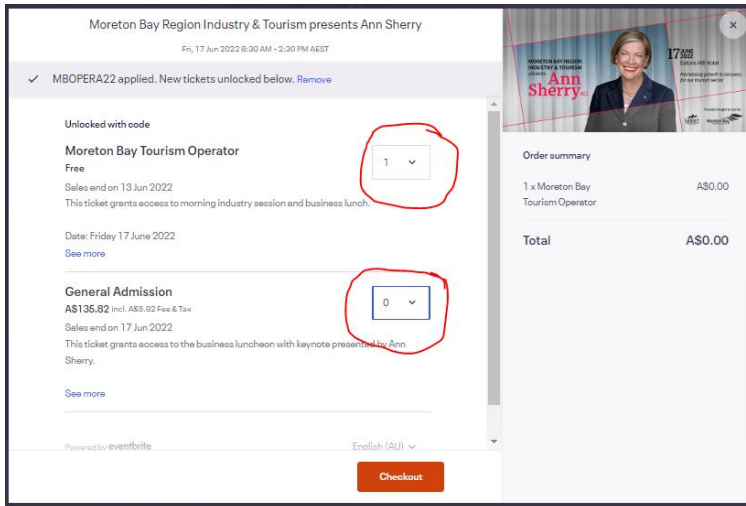 Moreton Bay Region Industry & Tourism presents Ann Sherry
Fri, 17 Jun 2022 8:30 AM - 2:30 PM AEST
MBOPERA22 applied. New tickets unlocked below. Remove
Unlocked with code
Moreton Bay Tourism Operator
Free
1
Sales end on 13 Jun 2022
This ticket grants access to morning industry session and business lunch.
Date: Friday 17 June 2022
See more
General Admission
A$135.82 incl. A$5.82 Fee & Tax
0
Sales end on 17 Jun 2022
This ticket grants access to the business luncheon with keynote presented by Ann
Sherry.
See more
Powered by eventbrite
English (AU)
Checkout
MORETON BAY REGION
INDUSTRY & TOURISM
presents
Ann
Sherry AO
17 JUNE
2022
Eatons Hill Hotel
Order summary
1 x Moreton Bay
Tourism Operator
A$0.00
Total
A$0.00